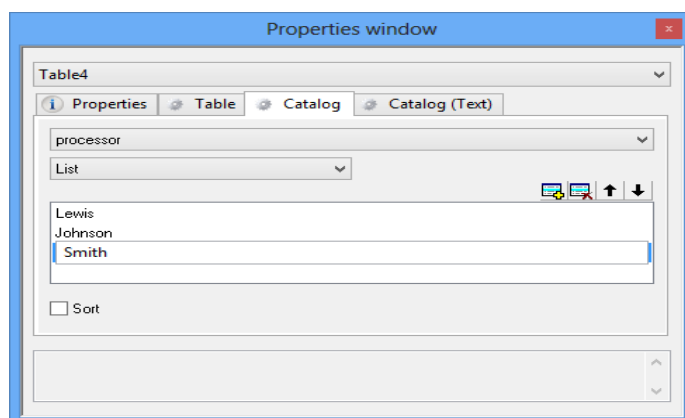 Properties window
Table4
Properties Table Catalog Catalog (Text)
processor
List
Lewis
Johnson
Smith
Sort